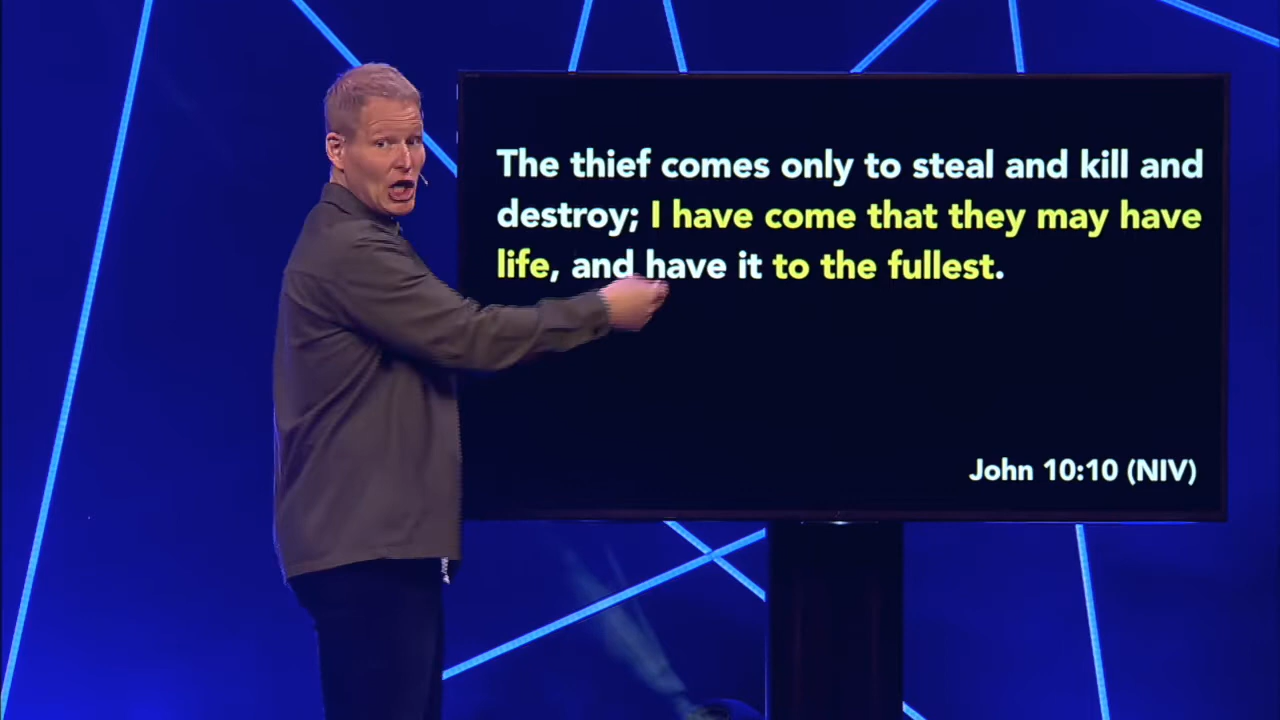 The thief comes only to steal and kill and
destroy; I have come that they may have
life, and have it to the fullest.
John 10:10 (NIV)